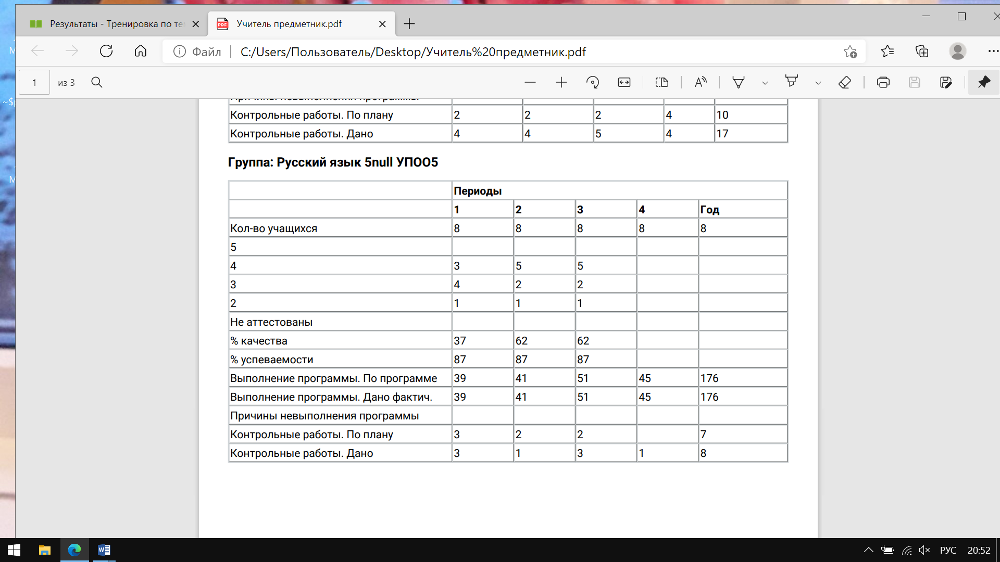 Результаты - Тренировка по те
Учитель предметник.pdf
Файл
C:/Users/Пользователь/Desktop/Учитель%20предметник.pdf
1 из 3
Причины невыполнения программы
Контрольные работы. По плану 2 2 2 4 10
Контрольные работы. Дано 4 4 5 4 17
Группа: Русский язык 5null УПОО5
Периоды
1 2 3 4 Год
Кол-во учащихся 8 8 8 8 8
5
4 3 5 5
3 4 2 2
2 1 1 1
Не аттестованы
% качества 37 62 62
% успеваемости 87 87 87
Выполнение программы. По программе 39 41 51 45 176
Выполнение программы. Дано фактич. 39 41 51 45 176
Причины невыполнения программы
Контрольные работы. По плану 3 2 2 7
Контрольные работы. Дано 3 1 3 1 8
РУС 20:52